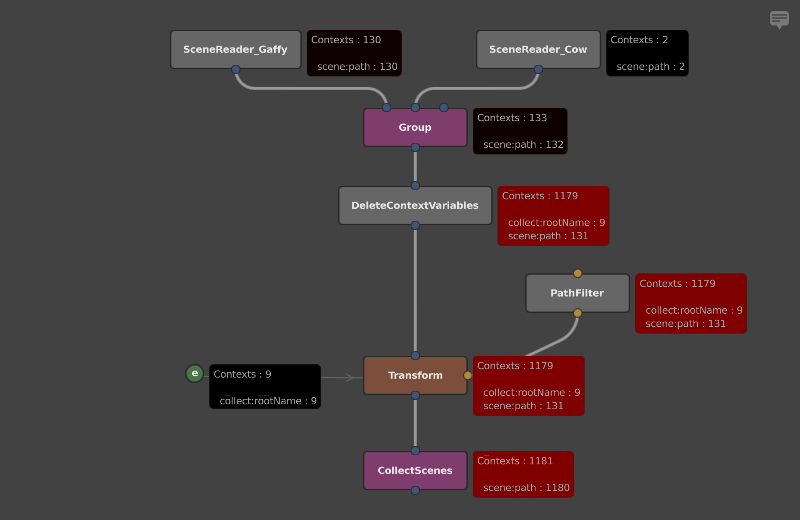 SceneReader_Gaffy
Contexts : 130
scene:path : 130
SceneReader_Cow
Contexts : 2
scene:path : 2
Group
Contexts : 133
scene:path : 132
DeleteContextVariables
Contexts : 1179
collect:rootName : 9
scene:path : 131
PathFilter
Contexts : 1179
collect:rootName : 9
scene:path : 131
e
Contexts : 9
collect:rootName : 9
Transform
Contexts : 1179
collect:rootName : 9
scene:path : 131
CollectScenes
Contexts : 1181
scene:path : 1180